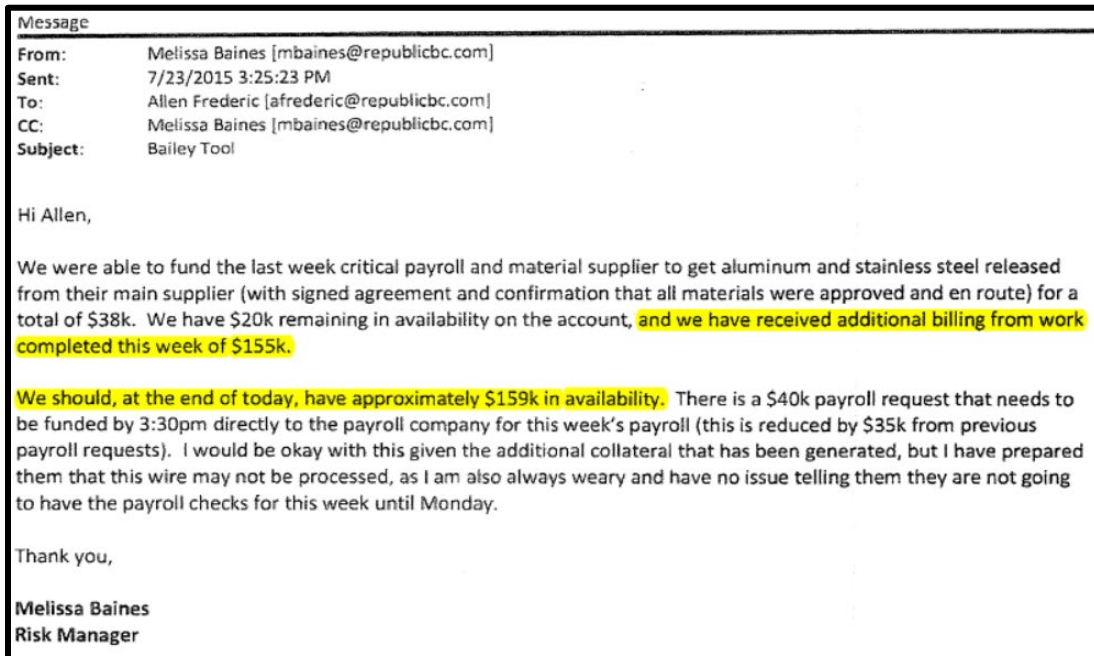 Message
From: Melissa Baines [mbaines@republicbc.com]
Sent: 7/23/2015 3:25:23 PM
To: Allen Frederic [afrederic@republicbc.com]
CC: Melissa Baines [mbaines@republicbc.com]
Subject: Bailey Tool
Hi Allen,
We were able to fund the last week critical payroll and material supplier to get aluminum and stainless steel released
from their main supplier (with signed agreement and confirmation that all materials were approved and en route) for a
total of $38k. We have $20k remaining in availability on the account, and we have received additional billing from work
completed this week of $155k.
We should, at the end of today, have approximately $159k in availability. There is a $40k payroll request that needs to
be funded by 3:30pm directly to the payroll company for this week's payroll (this is reduced by $35k from previous
payroll requests). I would be okay with this given the additional collateral that has been generated, but I have prepared
them that this wire may not be processed, as I am also always weary and have no issue telling them they are not going
to have the payroll checks for this week until Monday.
Thank you,
Melissa Baines
Risk Manager